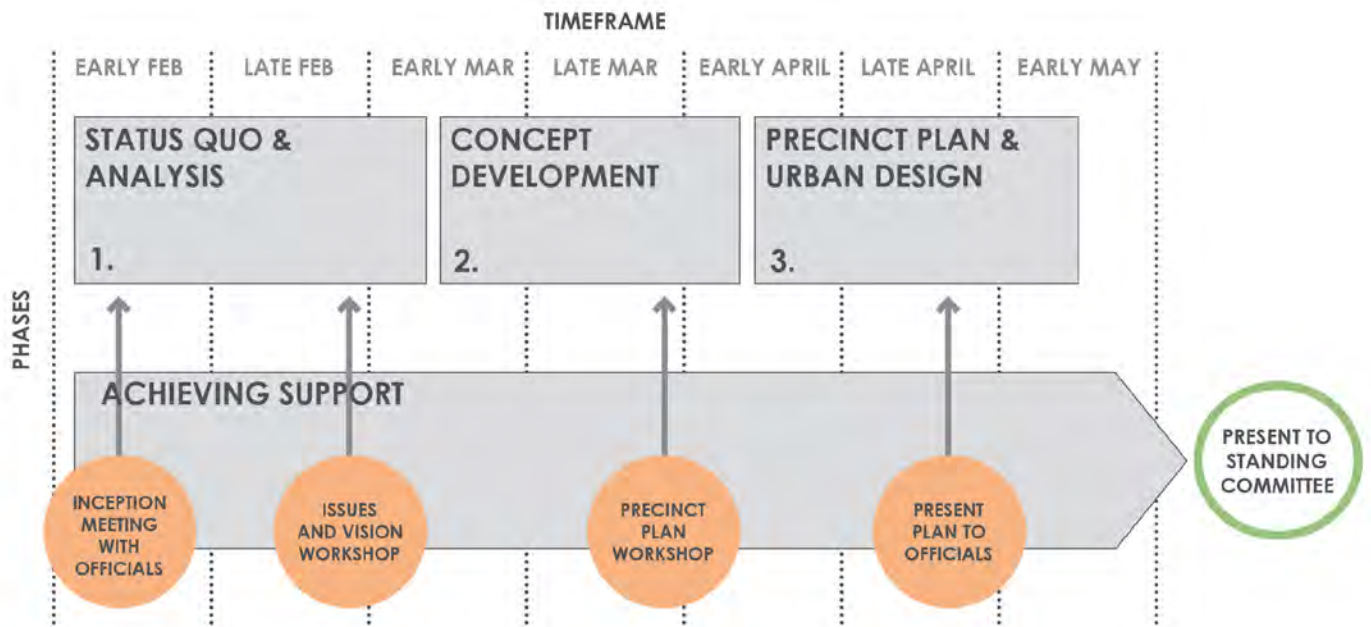 TIMEFRAME
EARLY FEB
LATE FEB
EARLY MAR
LATE MAR
EARLY APRIL
LATE APRIL
EARLY MAY
PHASES
STATUS QUO &
ANALYSIS
1.
CONCEPT
DEVELOPMENT
2.
PRECINCT PLAN &
URBAN DESIGN
3.
ACHIEVING SUPPORT
INCEPTION
MEETING
WITH
OFFICIALS
ISSUES
AND VISION
WORKSHOP
PRECINCT
PLAN
WORKSHOP
PRESENT
PLAN TO
OFFICIALS
PRESENT TO
STANDING
COMMITTEE